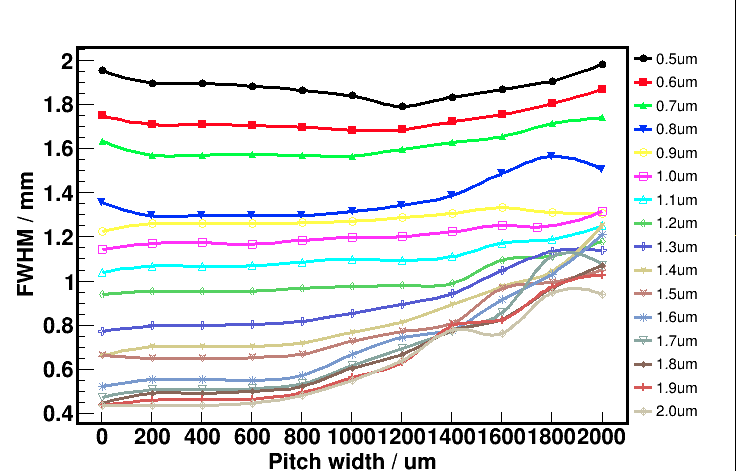 2
1.8
1.6
1.4
1.2
1
0.8
0.6
0.4
FWHM / mm
0 200 400 600 800 1000 1200 1400 1600 1800 2000
Pitch width / um
0.5um
0.6um
0.7um
0.8um
0.9um
1.0um
1.1um
1.2um
1.3um
1.4um
1.5um
1.6um
1.7um
1.8um
1.9um
2.0um